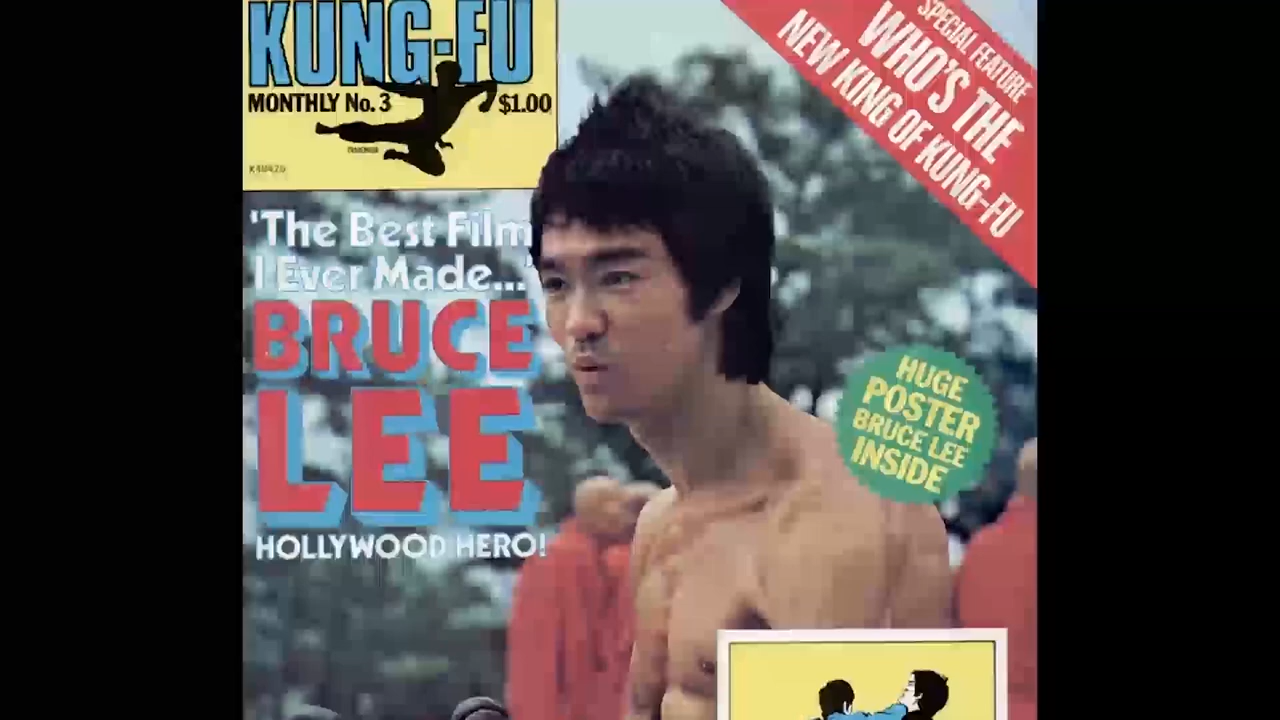 KUNG-FU
MONTHLY No. 3
$1.00
SPECIAL FEATURE
WHO'S THE
NEW KING OF KUNG-FU
'The Best Film
I Ever Made...'
BRUCE
LEE
HOLLYWOOD HERO!
HUGE
POSTER
BRUCE LEE
INSIDE